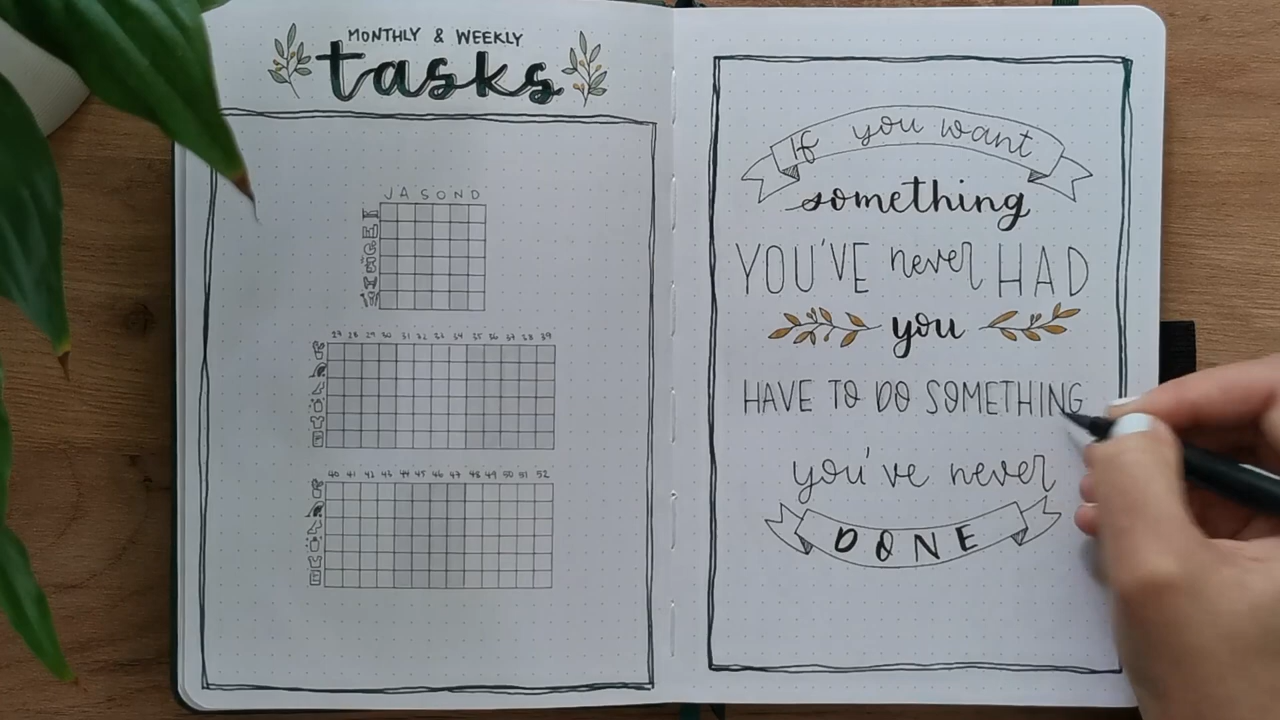 MONTHLY & WEEKLY
tasks
J A S O N D
29 28 29 30 31 32 33 34 35 36 37 38 39
40 41 42 43 44 45 46 47 48 49 50 51 52
If you want
something
YOU'VE never HAD
you
HAVE TO DO SOMETHING
you've never
DONE